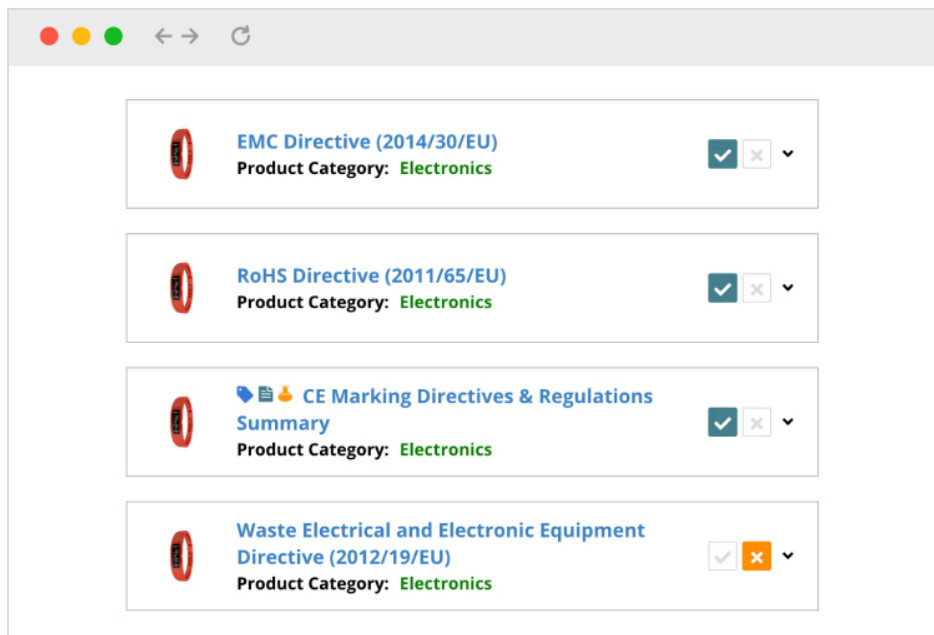 EMC Directive (2014/30/EU)
Product Category: Electronics
RoHS Directive (2011/65/EU)
Product Category: Electronics
CE Marking Directives & Regulations
Summary
Product Category: Electronics
Waste Electrical and Electronic Equipment
Directive (2012/19/EU)
Product Category: Electronics